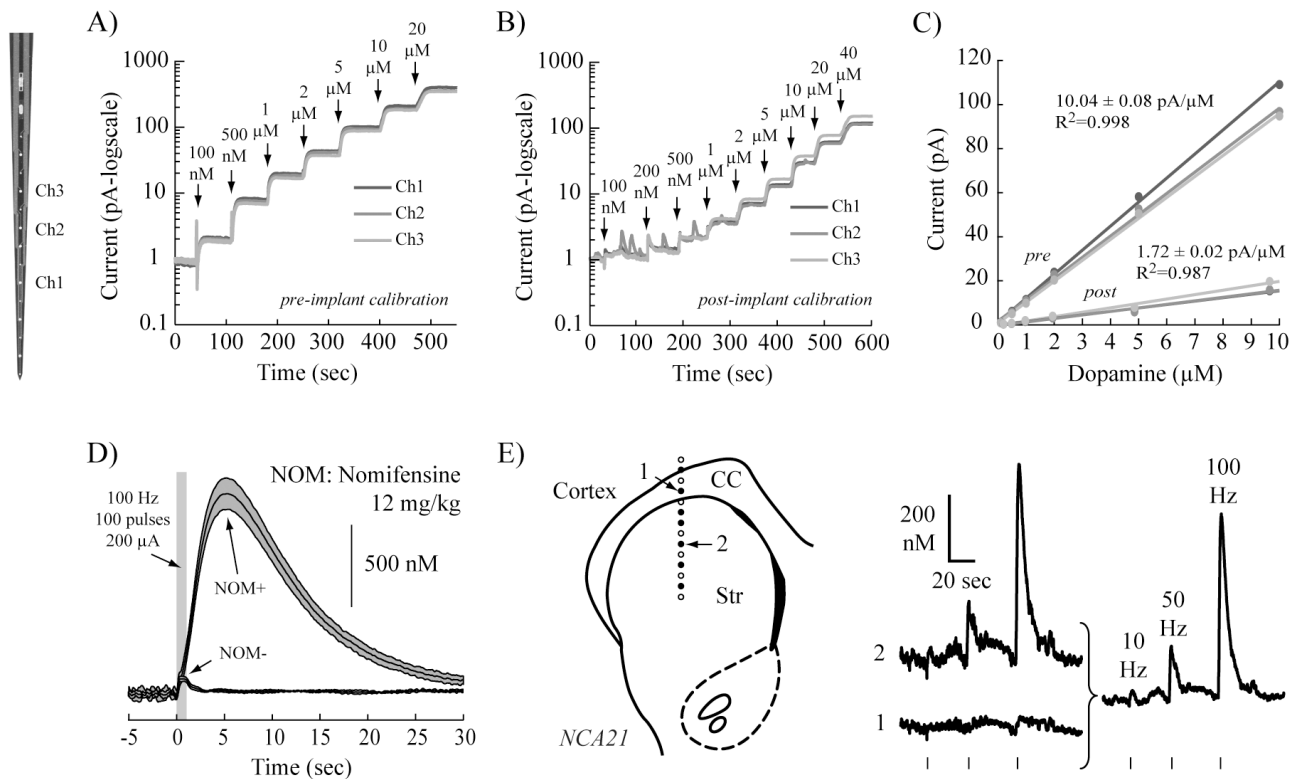 Ch3
Ch2
Ch1
A)
Current (pA-logscale)
1000
100
10
1
0.1
100
nM
500
nM
1
µM
2
µM
5
µM
10
µM
20
µM
Ch1
Ch2
Ch3
pre-implant calibration
0 100 200 300 400 500
Time (sec)
B)
Current (pA-logscale)
1000
100
10
1
0.1
100
nM
200
nM
500
nM
1
µM
2
µM
5
µM
10
µM
20
µM
40
µM
Ch1
Ch2
Ch3
post-implant calibration
0 100 200 300 400 500 600
Time (sec)
C)
Current (pA)
120
100
80
60
40
20
0
10.04 ± 0.08 pA/µM
R²=0.998
pre
1.72 ± 0.02 pA/µM
R²=0.987
post
0 1 2 3 4 5 6 7 8 9 10
Dopamine (µM)
D)
NOM: Nomifensine
12 mg/kg
100 Hz
100 pulses
200 µA
500 nM
NOM+
NOM-
-5 0 5 10 15 20 25 30
Time (sec)
E)
1
Cortex
CC
2
Str
NCA21
200
nM
20 sec
2
1
10
Hz
50
Hz
100
Hz